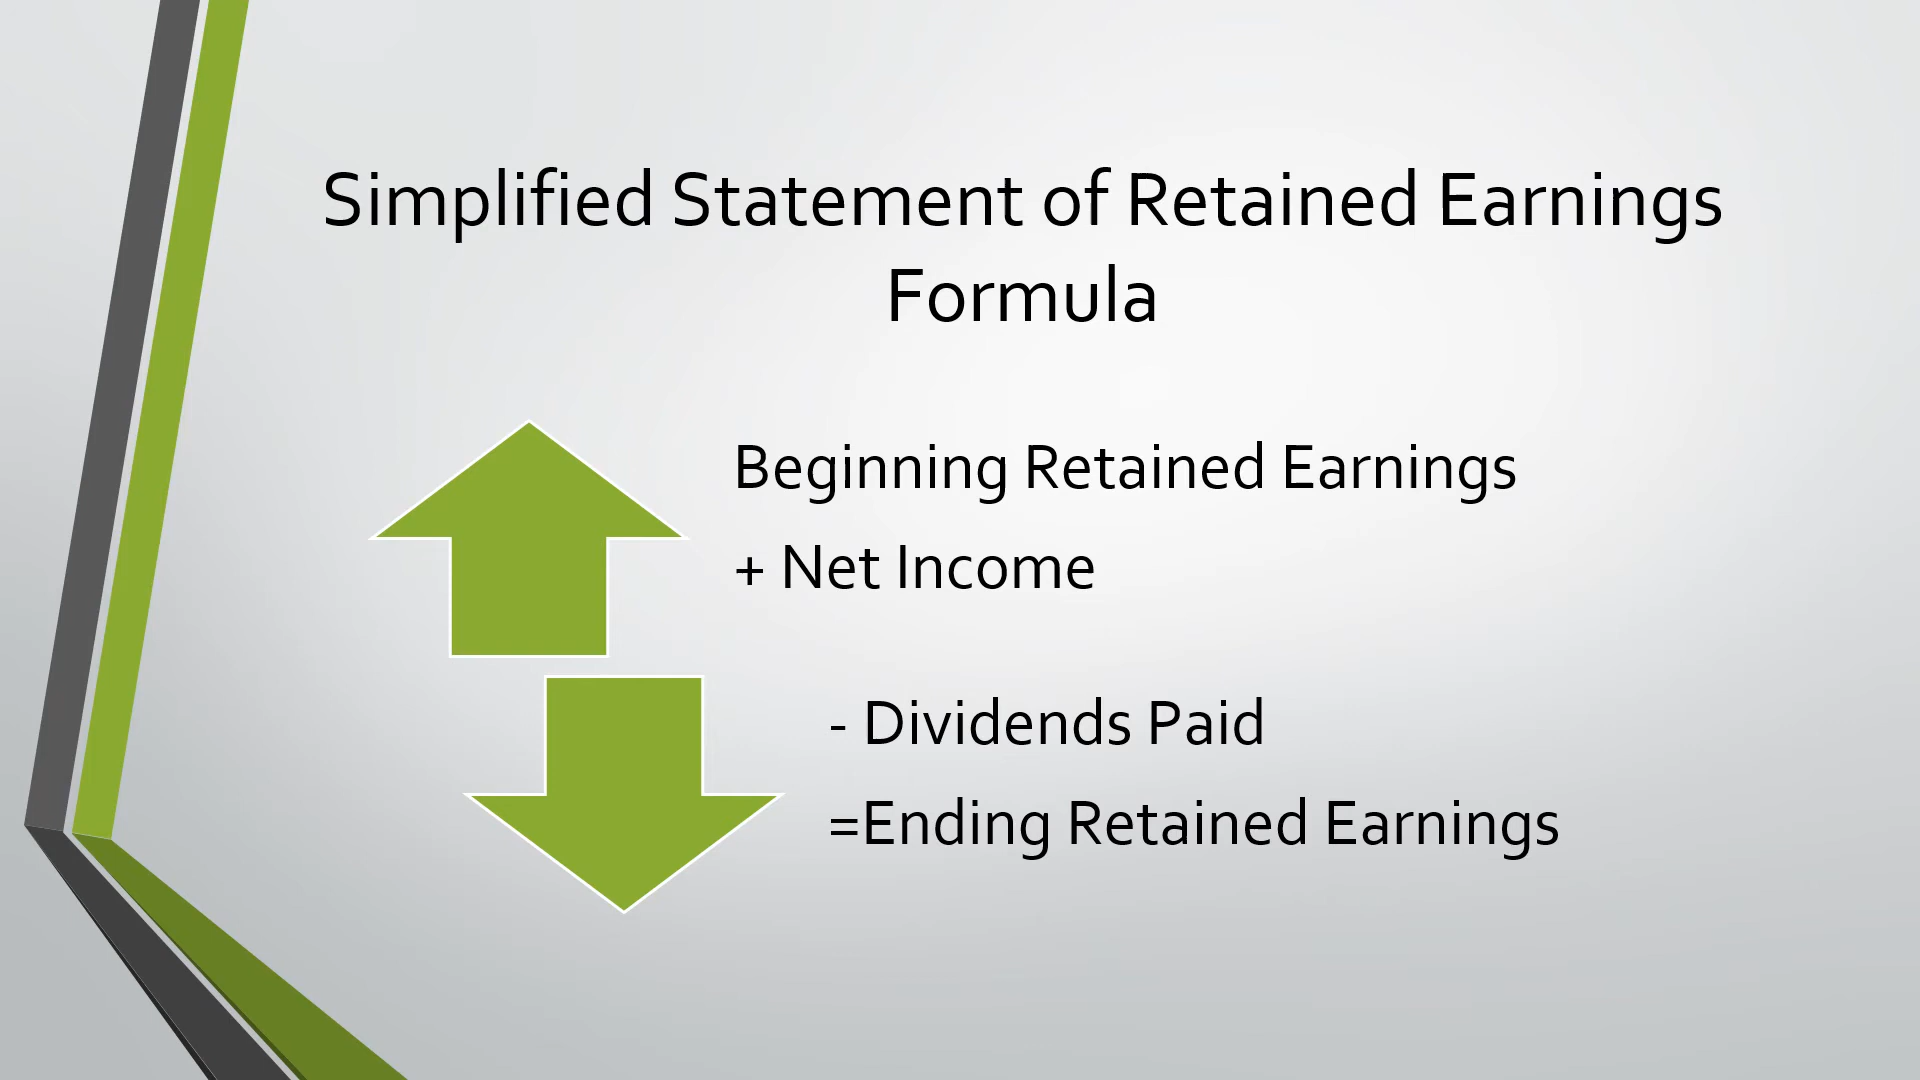 Simplified Statement of Retained Earnings
Formula
Beginning Retained Earnings
+ Net Income
- Dividends Paid
=Ending Retained Earnings